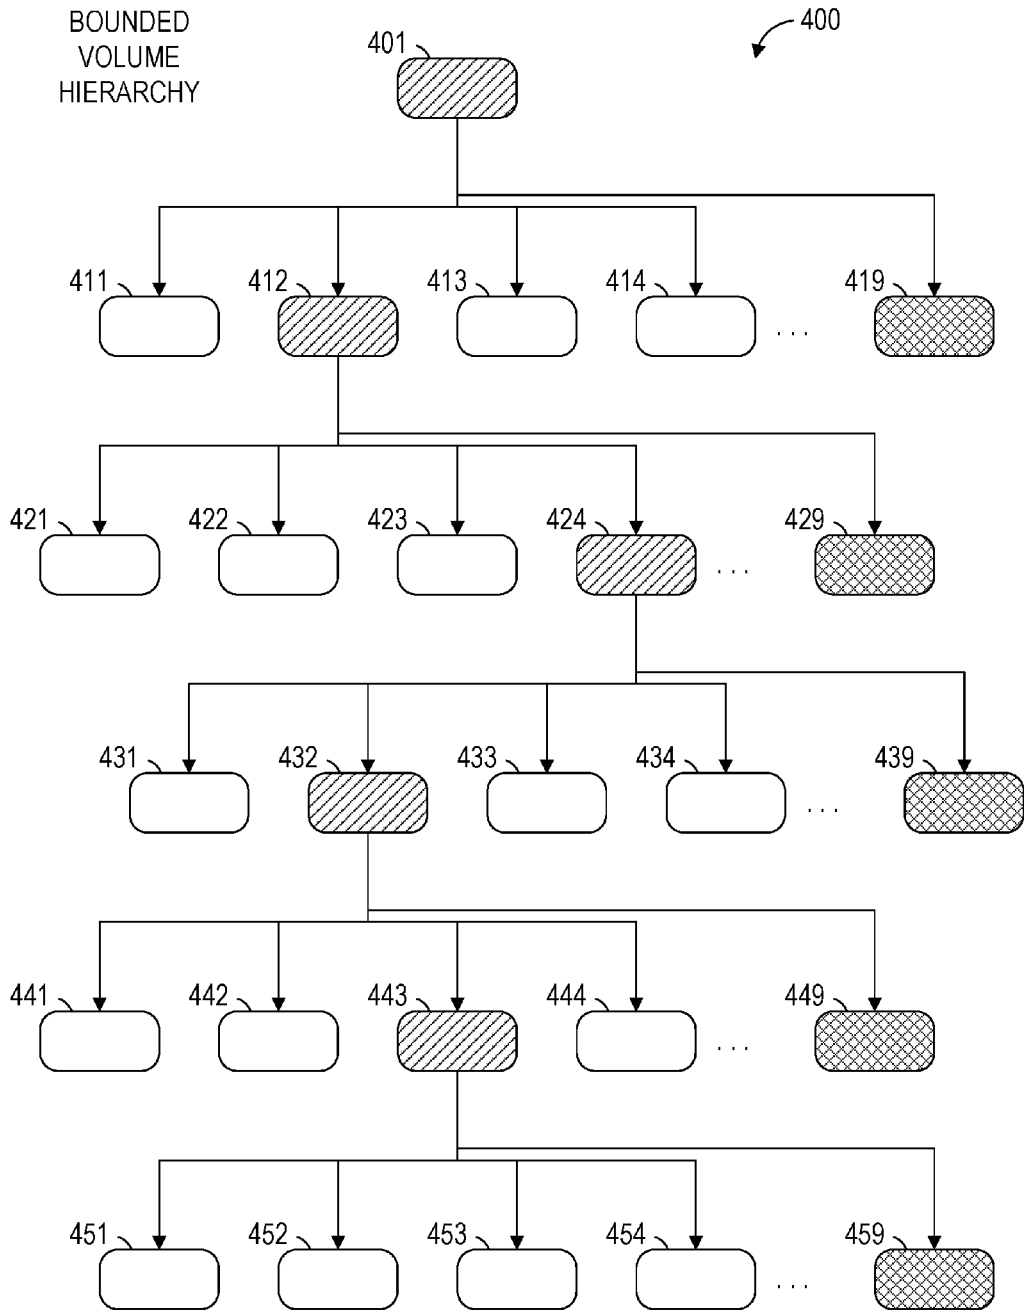 BOUNDED
VOLUME
HIERARCHY
400
401
411 412 413 414 419
. . .
421 422 423 424 429
. . .
431 432 433 434 439
. . .
441 442 443 444 449
. . .
451 452 453 454 459
. . .